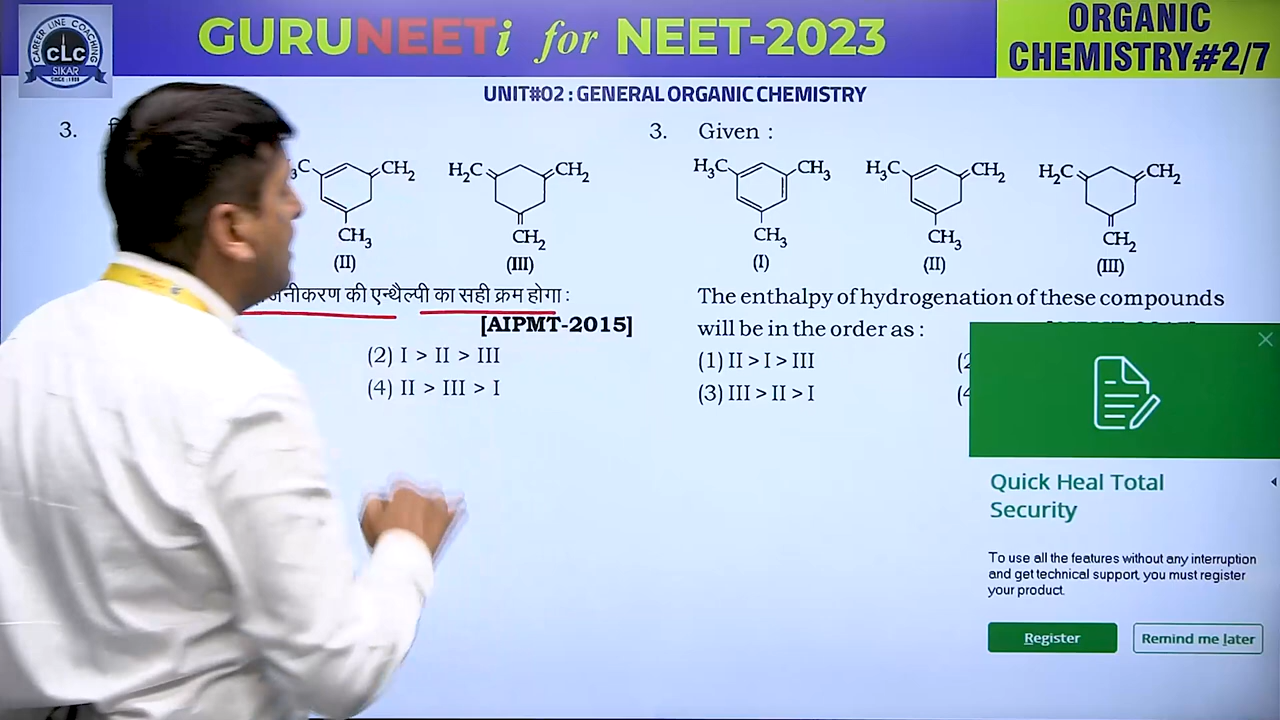 CAREER LINE COACHING
CLC
SIKAR
SINCE : 1996
GURUNEETi for NEET-2023
ORGANIC
CHEMISTRY#2/7
UNIT#02 : GENERAL ORGANIC CHEMISTRY
3.
₃C CH₂
CH₃
(II)
H₂C CH₂
CH₂
(III)
जनीकरण की एन्थैल्पी का सही क्रम होगा :
[AIPMT-2015]
(2) I > II > III
(4) II > III > I
3. Given :
H₃C CH₃
CH₃
(I)
H₃C CH₂
CH₃
(II)
H₂C CH₂
CH₂
(III)
The enthalpy of hydrogenation of these compounds
will be in the order as :
(1) II > I > III
(3) III > II > I
(2
(4
Quick Heal Total
Security
To use all the features without any interruption
and get technical support, you must register
your product.
Register
Remind me later